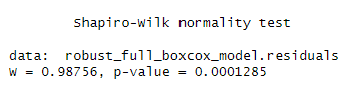 Shapiro-Wilk normality test
data: robust_full_boxcox_model.residuals
W = 0.98756, p-value = 0.0001285